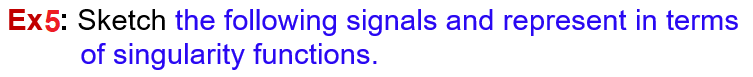 Ex5: Sketch the following signals and represent in terms
of singularity functions.